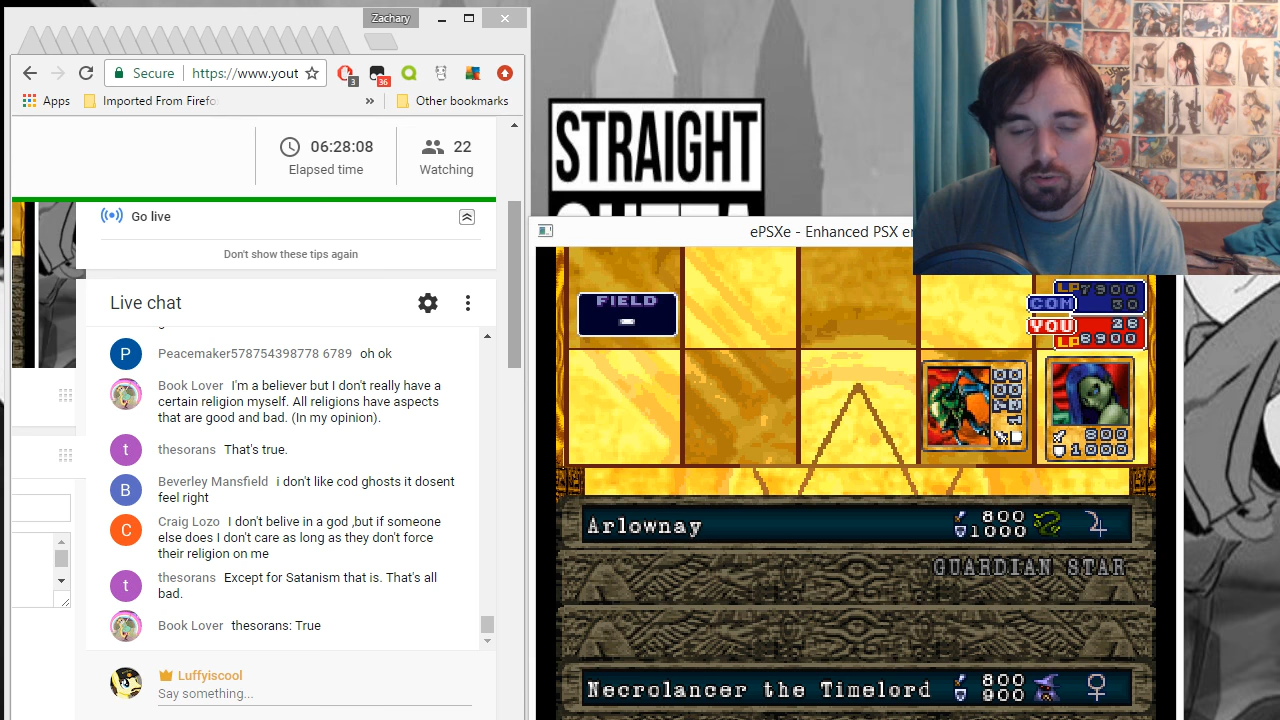 Zachary
Secure https://www.yout
3
36
Apps Imported From Firefo » Other bookmarks
06:28:08
Elapsed time
22
Watching
Go live
Don't show these tips again
Live chat
Peacemaker578754398778 6789 oh ok
Book Lover I'm a believer but I don't really have a
certain religion myself. All religions have aspects
that are good and bad. (In my opinion).
thesorans That's true.
Beverley Mansfield i don't like cod ghosts it dosent
feel right
Craig Lozo I don't belive in a god ,but if someone
else does I don't care as long as they don't force
their religion on me
thesorans Except for Satanism that is. That's all
bad.
Book Lover thesorans: True
Luffyiscool
Say something...
STRAIGHT
ePSXe - Enhanced PSX em
FIELD
LP 7900
COM 30
YOU 26
LP 6900
800
1000
Arlownay 800
1000
GUARDIAN STAR
Necrolancer the Timelord 800
900